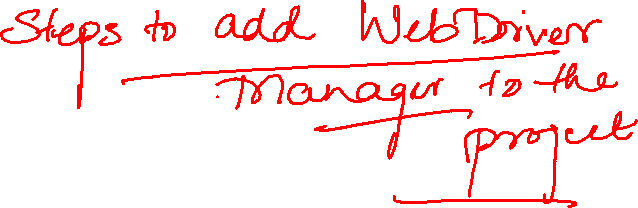 Steps to add WebDriver
Manager to the
project